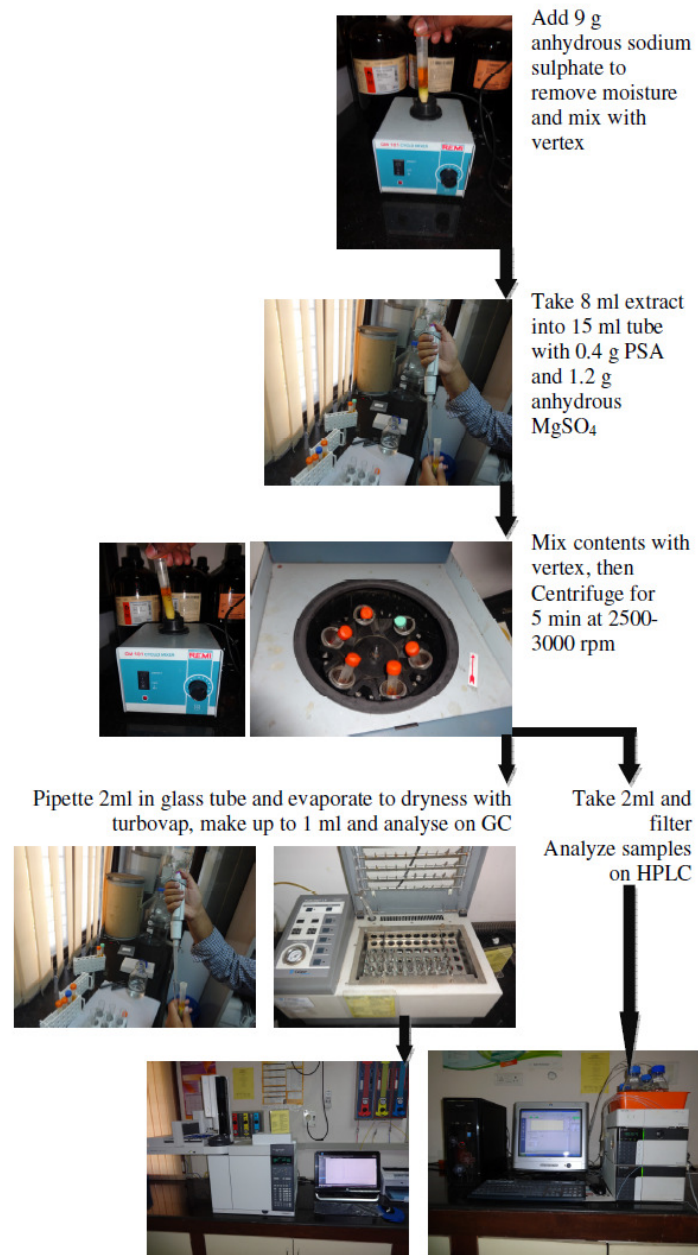 Add 9 g
anhydrous sodium
sulphate to
remove moisture
and mix with
vertex
REMI
Take 8 ml extract
into 15 ml tube
with 0.4 g PSA
and 1.2 g
anhydrous
MgSO₄
Mix contents with
vertex, then
Centrifuge for
5 min at 2500-
3000 rpm
REMI
Pipette 2ml in glass tube and evaporate to dryness with
turbovap, make up to 1 ml and analyse on GC
Take 2ml and
filter
Analyze samples
on HPLC